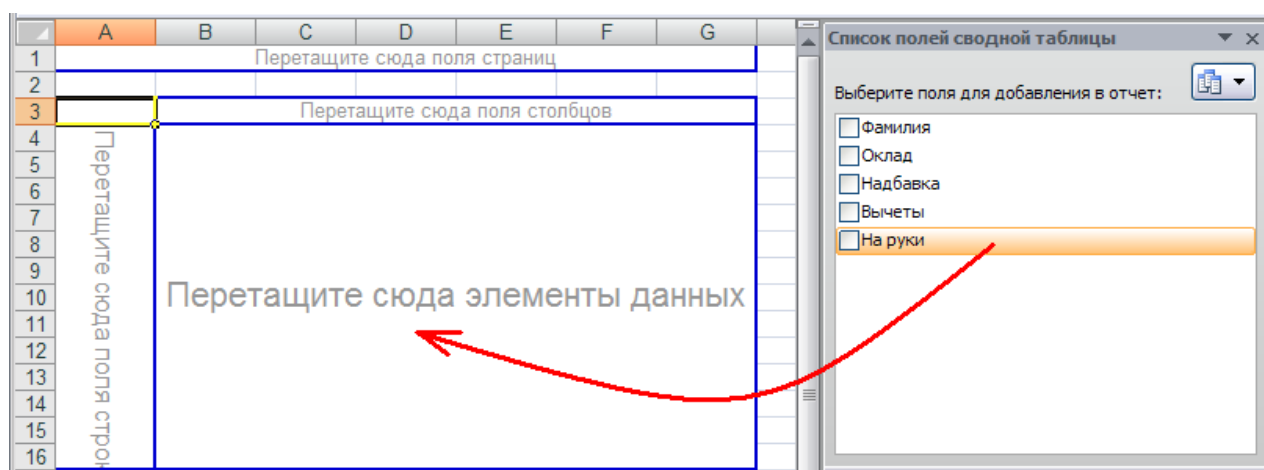 A B C D E F G
Список полей сводной таблицы
1
Перетащите сюда поля страниц
2
Выберите поля для добавления в отчет:
3
Перетащите сюда поля столбцов
4
5
6
7
8
9
10
11
12
13
14
15
16
Перетащите сюда поля строк
Перетащите сюда элементы данных
Фамилия
Оклад
Надбавка
Вычеты
На руки